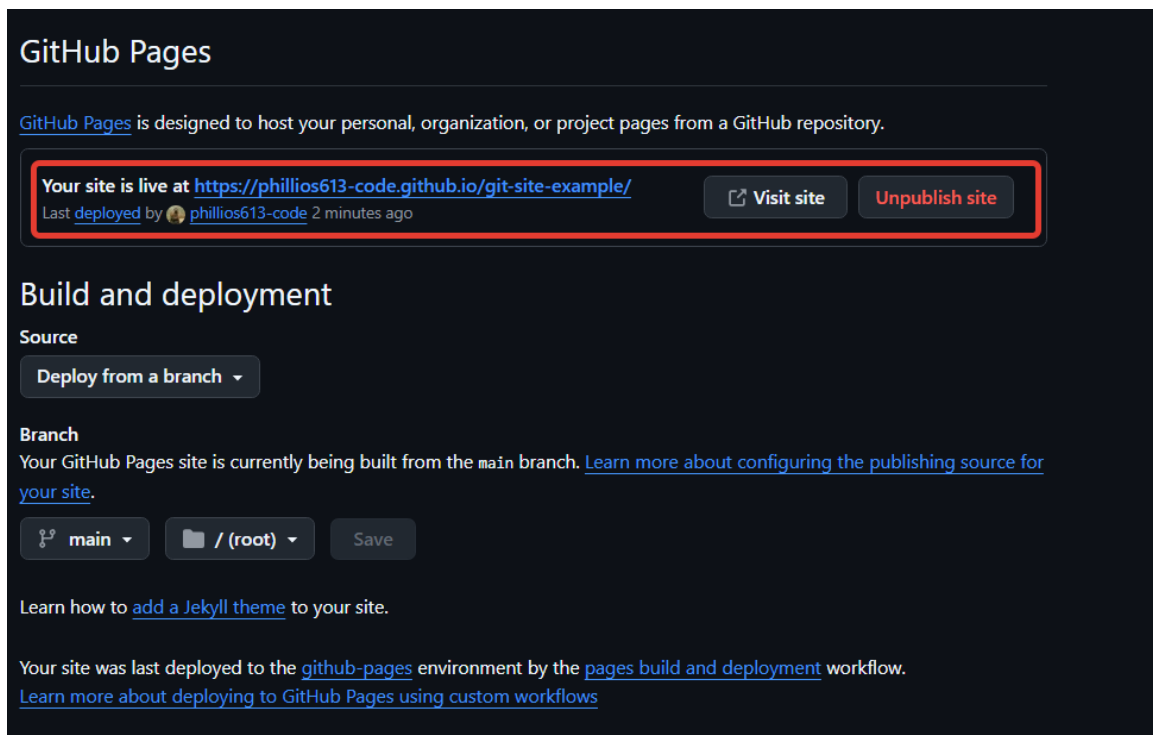 GitHub Pages
GitHub Pages is designed to host your personal, organization, or project pages from a GitHub repository.
Your site is live at https://phillios613-code.github.io/git-site-example/
Last deployed by phillios613-code 2 minutes ago
Visit site
Unpublish site
Build and deployment
Source
Deploy from a branch
Branch
Your GitHub Pages site is currently being built from the main branch. Learn more about configuring the publishing source for
your site.
main
/ (root)
Save
Learn how to add a Jekyll theme to your site.
Your site was last deployed to the github-pages environment by the pages build and deployment workflow.
Learn more about deploying to GitHub Pages using custom workflows